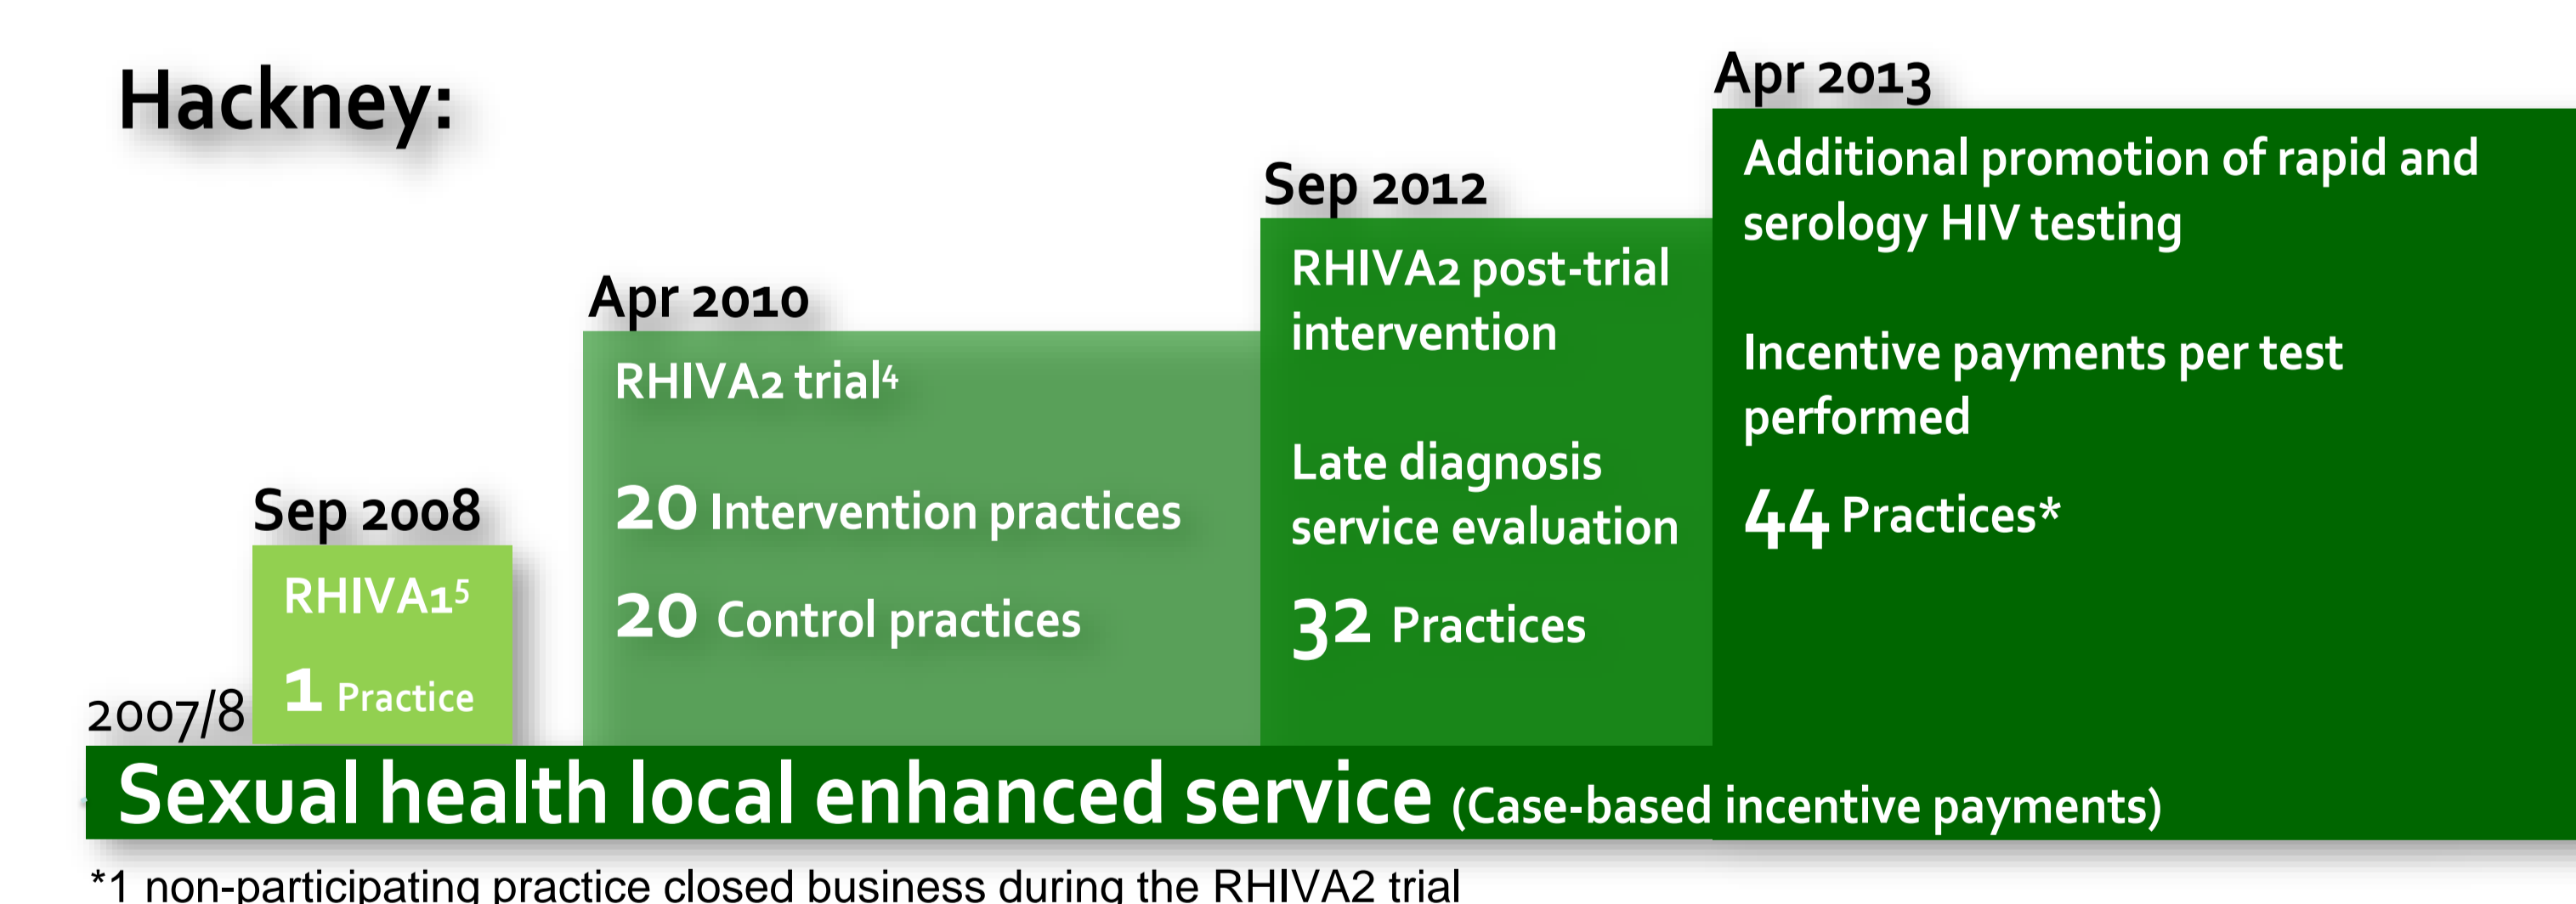 Hackney:
2007/8
Sep 2008
RHIVA1⁵
1 Practice
Apr 2010
RHIVA2 trial⁴
20 Intervention practices
20 Control practices
Sep 2012
RHIVA2 post-trial
intervention
Late diagnosis
service evaluation
32 Practices
Apr 2013
Additional promotion of rapid and
serology HIV testing
Incentive payments per test
performed
44 Practices*
Sexual health local enhanced service (Case-based incentive payments)
*1 non-participating practice closed business during the RHIVA2 trial